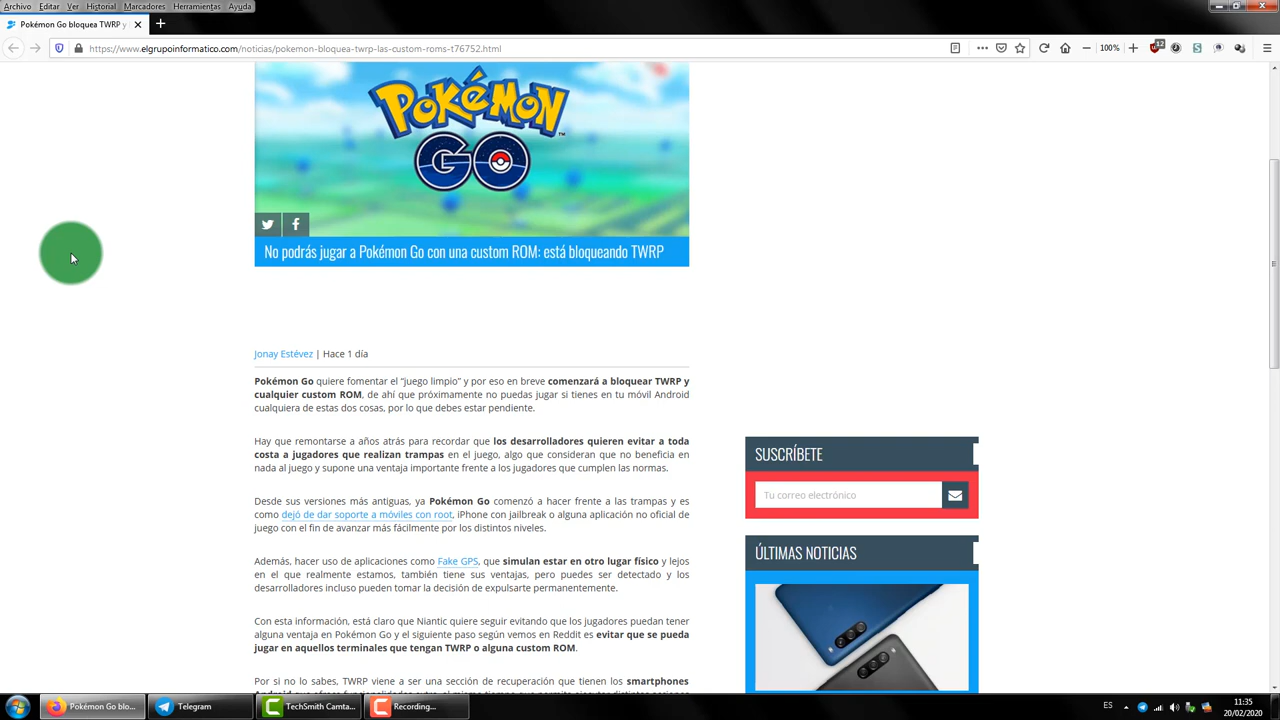 Archivo Editar Ver Historial Marcadores Herramientas Ayuda
Pokémon Go bloquea TWRP y
https://www.elgrupoinformatico.com/noticias/pokemon-bloquea-twrp-las-custom-roms-t76752.html
100%
12
POKÉMON
GO
No podrás jugar a Pokémon Go con una custom ROM: está bloqueando TWRP
Jonay Estévez | Hace 1 día
Pokémon Go quiere fomentar el "juego limpio" y por eso en breve comenzará a bloquear TWRP y
cualquier custom ROM, de ahí que próximamente no puedas jugar si tienes en tu móvil Android
cualquiera de estas dos cosas, por lo que debes estar pendiente.
Hay que remontarse a años atrás para recordar que los desarrolladores quieren evitar a toda
costa a jugadores que realizan trampas en el juego, algo que consideran que no beneficia en
nada al juego y supone una ventaja importante frente a los jugadores que cumplen las normas.
Desde sus versiones más antiguas, ya Pokémon Go comenzó a hacer frente a las trampas y es
como dejó de dar soporte a móviles con root, iPhone con jailbreak o alguna aplicación no oficial de
juego con el fin de avanzar más fácilmente por los distintos niveles.
Además, hacer uso de aplicaciones como Fake GPS, que simulan estar en otro lugar físico y lejos
en el que realmente estamos, también tiene sus ventajas, pero puedes ser detectado y los
desarrolladores incluso pueden tomar la decisión de expulsarte permanentemente.
Con esta información, está claro que Niantic quiere seguir evitando que los jugadores puedan tener
alguna ventaja en Pokémon Go y el siguiente paso según vemos en Reddit es evitar que se pueda
jugar en aquellos terminales que tengan TWRP o alguna custom ROM.
Por si no lo sabes, TWRP viene a ser una sección de recuperación que tienen los smartphones
SUSCRÍBETE
Tu correo electrónico
ÚLTIMAS NOTICIAS
Pokémon Go blo...
Telegram
TechSmith Camta...
Recording...
ES
11:35
20/02/2020